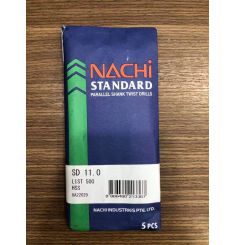 NACHi
STANDARD
PARALLEL SHANK TWIST DRILLS
SD 11.0
LIST 500
HSS
NACHI INDUSTRIES PTE. LTD.
5 PCS